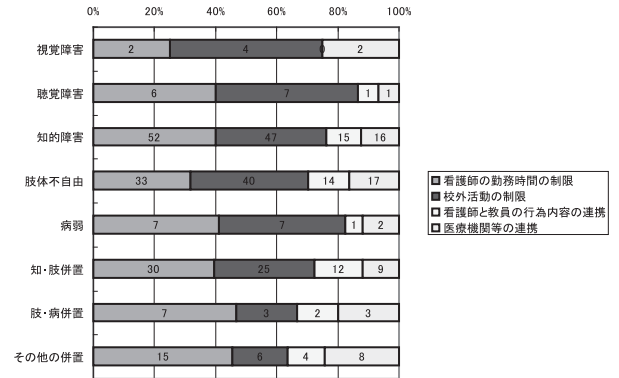 0% 20% 40% 60% 80% 100%
視覚障害 2 4 0 2
聴覚障害 6 7 1 1
知的障害 52 47 15 16
肢体不自由 33 40 14 17
病弱 7 7 1 2
知・肢併置 30 25 12 9
肢・病併置 7 3 2 3
その他の併置 15 6 4 8
看護師の勤務時間の制限
校外活動の制限
看護師と教員の行為内容の連携
医療機関等の連携